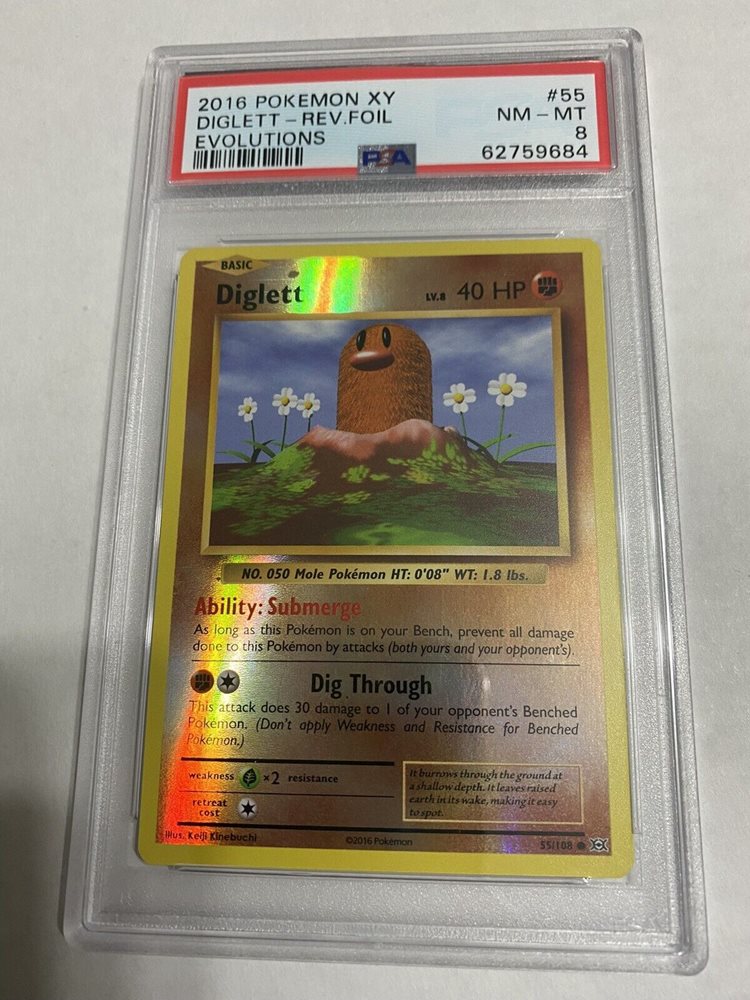 2016 POKEMON XY #55
DIGLETT – REV.FOIL NM – MT
EVOLUTIONS 8
PSA 62759684
BASIC
Diglett LV.8 40 HP
NO. 050 Mole Pokémon HT: 0'08" WT: 1.8 lbs.
Ability: Submerge
As long as this Pokémon is on your Bench, prevent all damage
done to this Pokémon by attacks (both yours and your opponent's).
Dig Through
This attack does 30 damage to 1 of your opponent's Benched
Pokémon. (Don't apply Weakness and Resistance for Benched
Pokémon.)
weakness ×2 resistance
retreat
cost
It burrows through the ground at
a shallow depth. It leaves raised
earth in its wake, making it easy
to spot.
Illus. Keiji Kinebuchi ©2016 Pokémon 55/108